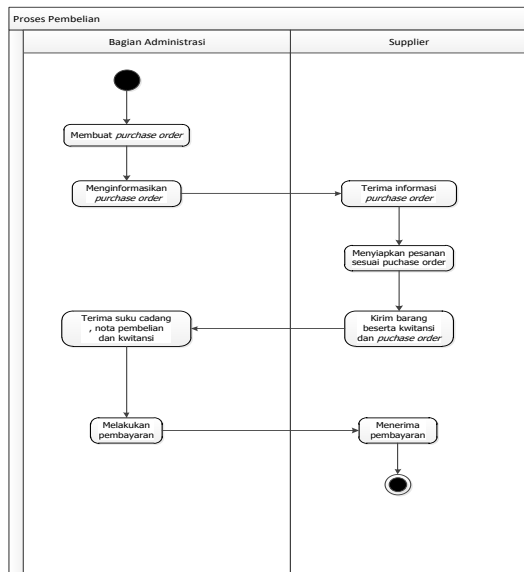 Proses Pembelian
Bagian Administrasi
Supplier
Membuat purchase order
Menginformasikan
purchase order
Terima informasi
purchase order
Menyiapkan pesanan
sesuai puchase order
Terima suku cadang
, nota pembelian
dan kwitansi
Kirim barang
beserta kwitansi
dan puchase order
Melakukan
pembayaran
Menerima
pembayaran